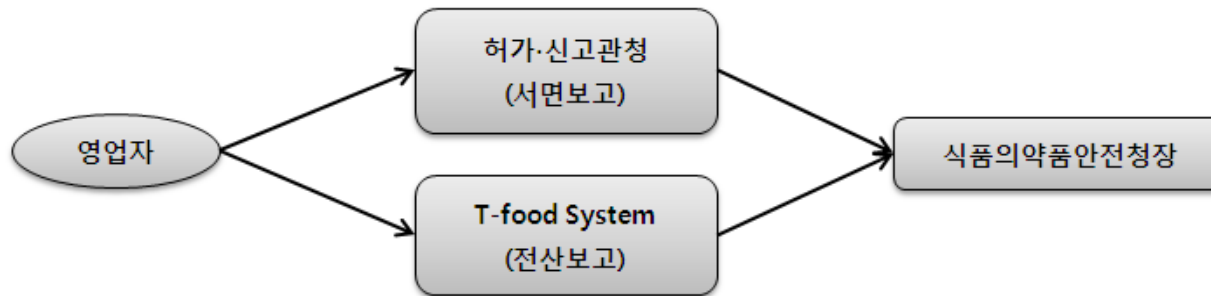 영업자
허가·신고관청
(서면보고)
T-food System
(전산보고)
식품의약품안전청장